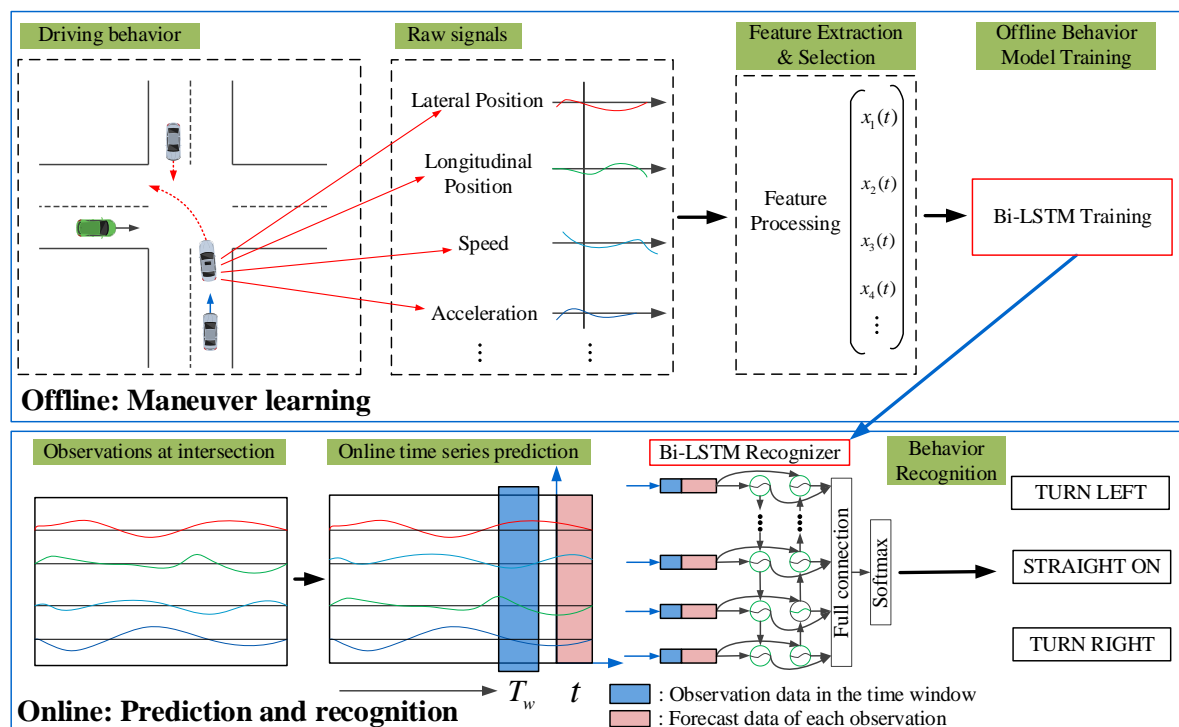 Driving behavior
Raw signals
Feature Extraction
& Selection
Offline Behavior
Model Training
Lateral Position
Longitudinal
Position
Speed
Acceleration
⋮
⋮
Feature
Processing
x₁(t)
x₂(t)
x₃(t)
x₄(t)
⋮
Bi-LSTM Training
Offline: Maneuver learning
Observations at intersection
Online time series prediction
Bi-LSTM Recognizer
Behavior
Recognition
Full connection
Softmax
TURN LEFT
STRAIGHT ON
TURN RIGHT
T_w
t
: Observation data in the time window
: Forecast data of each observation
Online: Prediction and recognition